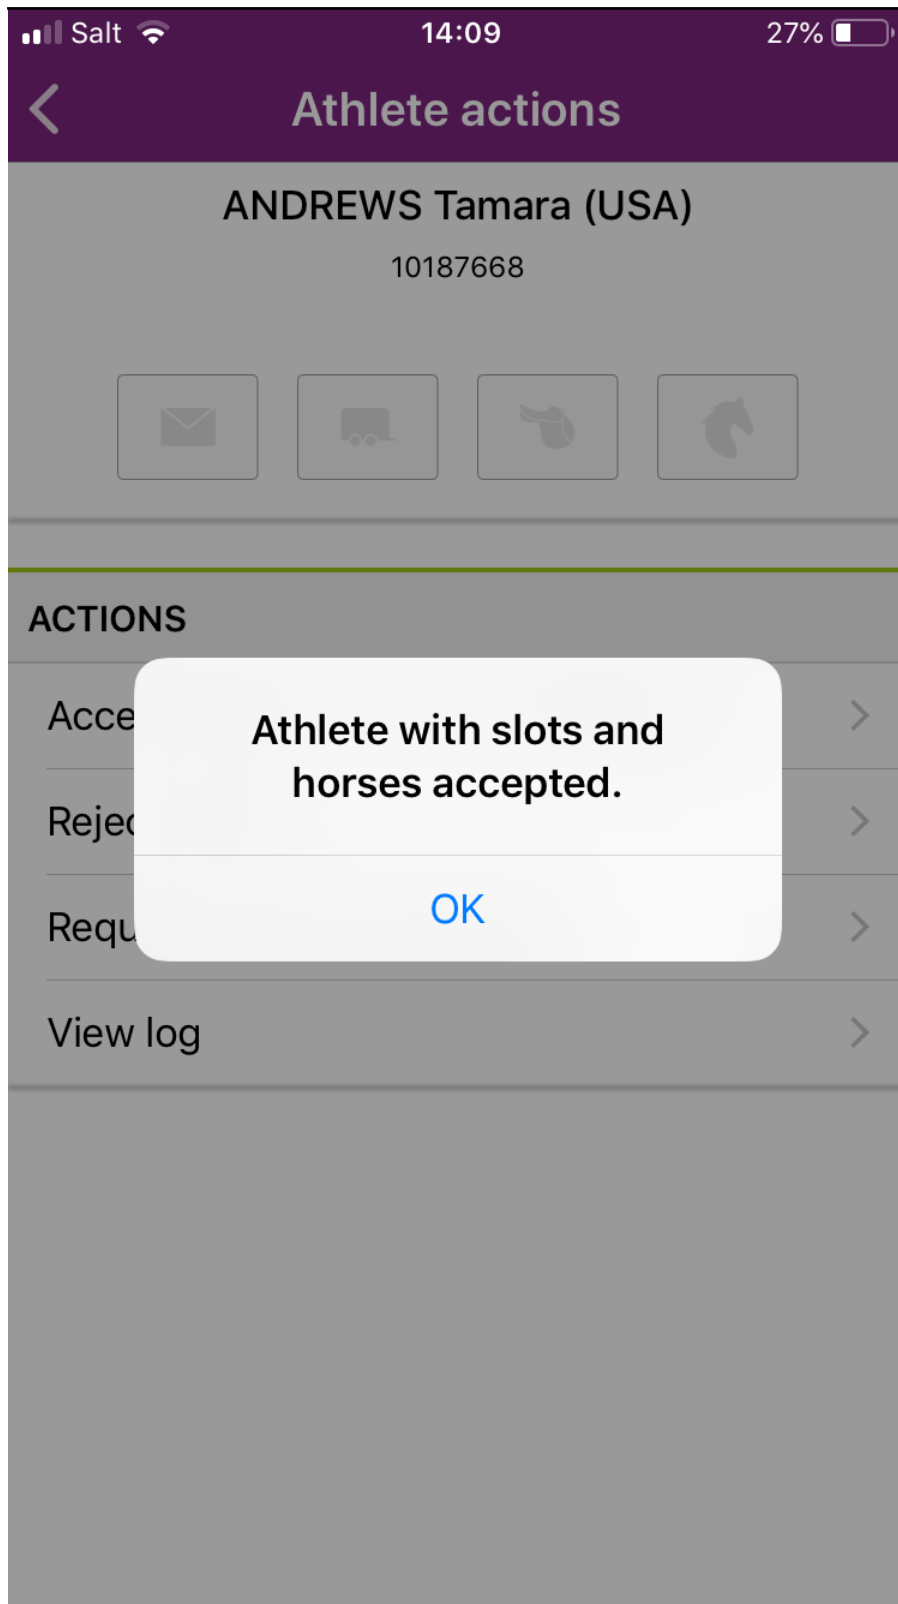 Salt 14:09 27%
Athlete actions
ANDREWS Tamara (USA)
10187668
ACTIONS
Acce
Rejec
Requ
View log
Athlete with slots and
horses accepted.
OK